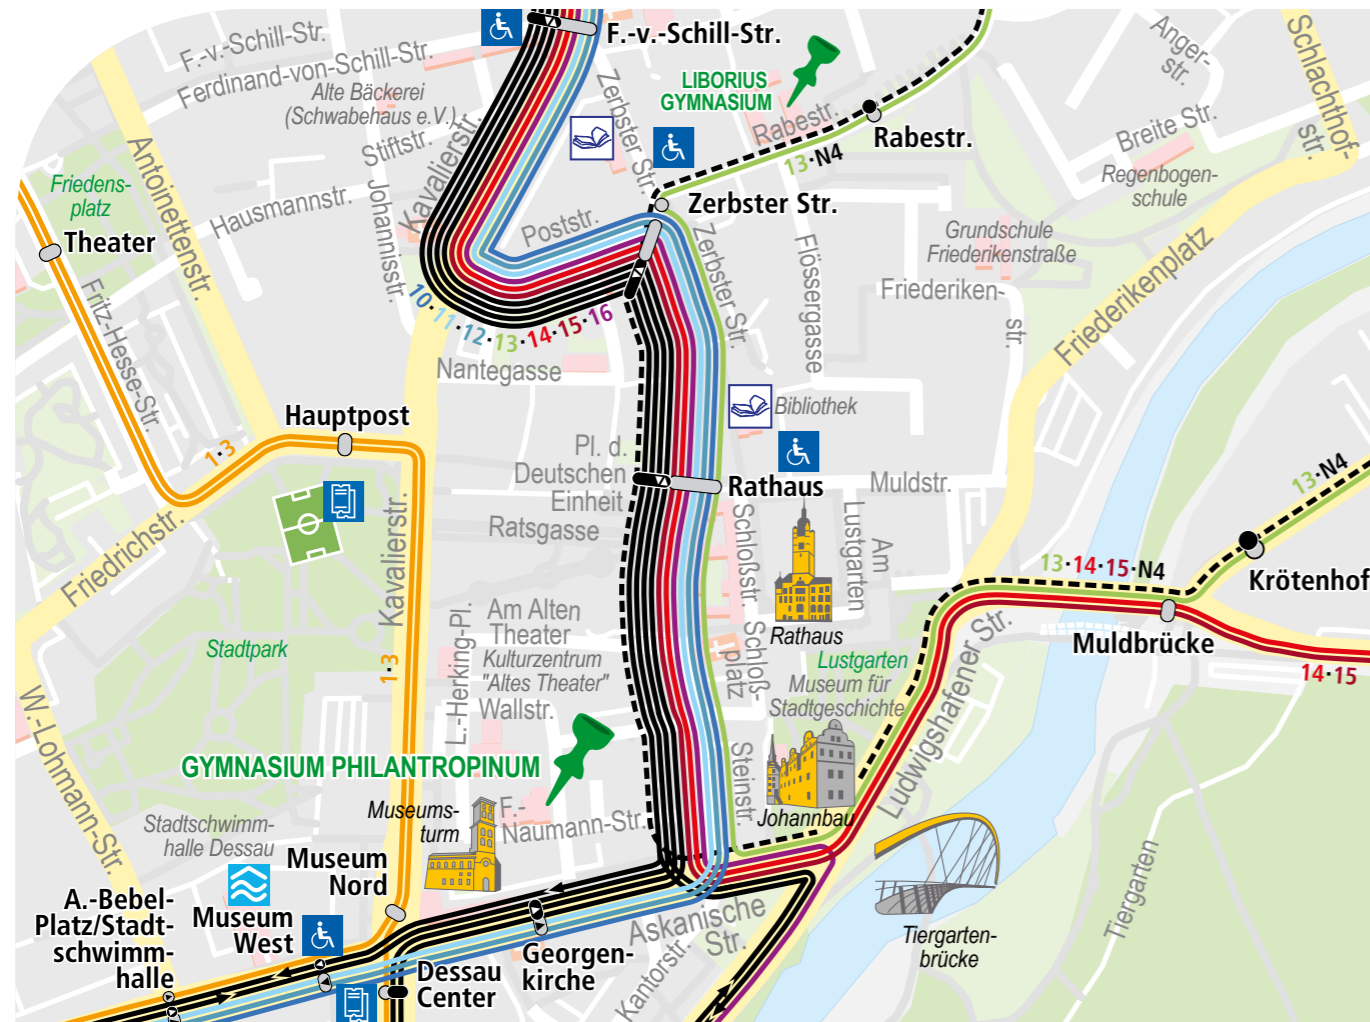 F.-v.-Schill-Str.
F.-v.-Schill-Str.
Ferdinand-von-Schill-Str.
Alte Bäckerei
(Schwabehaus e.V.)
Stiftstr.
Kavalierstr.
Zerbster Str.
LIBORIUS
GYMNASIUM
Rabestr.
Rabestr.
13·N4
Anger-
str.
Schlachthof-
str.
Breite Str.
Regenbogen-
schule
Friedens-
platz
Theater
Antoinettenstr.
Hausmannstr.
Johannisstr.
Poststr.
Zerbster Str.
Zerbster Str.
Flössergasse
Grundschule
Friederikenstraße
Friederiken-
str.
Friederikenplatz
Fritz-Hesse-Str.
10·11·12·13·14·15·16
Nantegasse
Hauptpost
1·3
Bibliothek
Pl. d.
Deutschen
Einheit
Rathaus
Muldstr.
Ratsgasse
Friedrichstr.
Kavalierstr.
Schloßstr.
Lustgarten
Am
13·N4
Krötenhof
13·14·15·N4
Muldbrücke
14·15
Am Alten
Theater
Kulturzentrum
"Altes Theater"
Wallstr.
L.-Herking-Pl.
Rathaus
Schloß-
platz
Lustgarten
Museum für
Stadtgeschichte
Stadtpark
1·3
W.-Lohmann-Str.
Ludwigshafener Str.
GYMNASIUM PHILANTROPINUM
Museums-
turm
F.-
Naumann-Str.
Steinstr.
Johannbau
Stadtschwimm-
halle Dessau
Museum
Nord
A.-Bebel-
Platz/Stadt-
schwimm-
halle
Museum
West
Dessau
Center
Georgen-
kirche
Askanische
Str.
Kantorstr.
Tiergarten-
brücke
Tiergarten